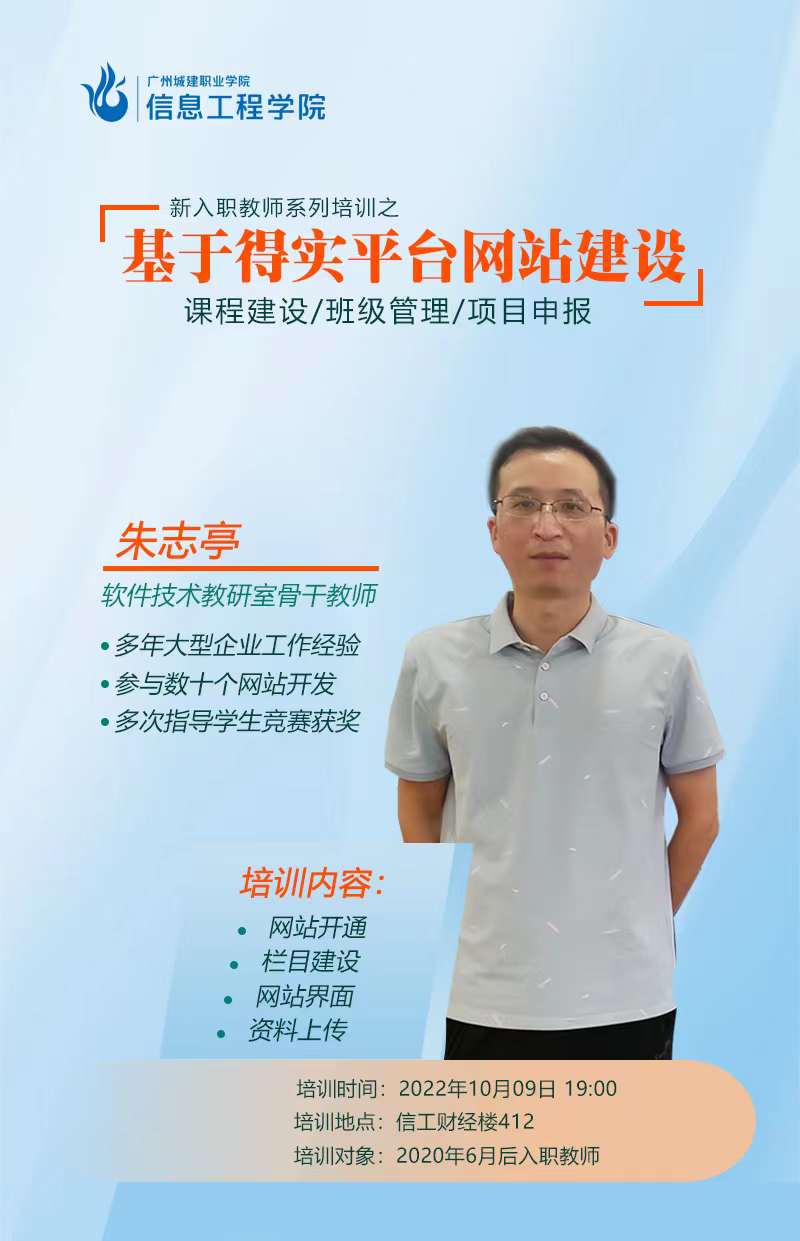 广州城建职业学院
信息工程学院
新入职教师系列培训之
基于得实平台网站建设
课程建设/班级管理/项目申报
朱志亭
软件技术教研室骨干教师
•多年大型企业工作经验
•参与数十个网站开发
•多次指导学生竞赛获奖
培训内容：
• 网站开通
• 栏目建设
• 网站界面
• 资料上传
培训时间：2022年10月09日 19:00
培训地点：信工财经楼412
培训对象：2020年6月后入职教师